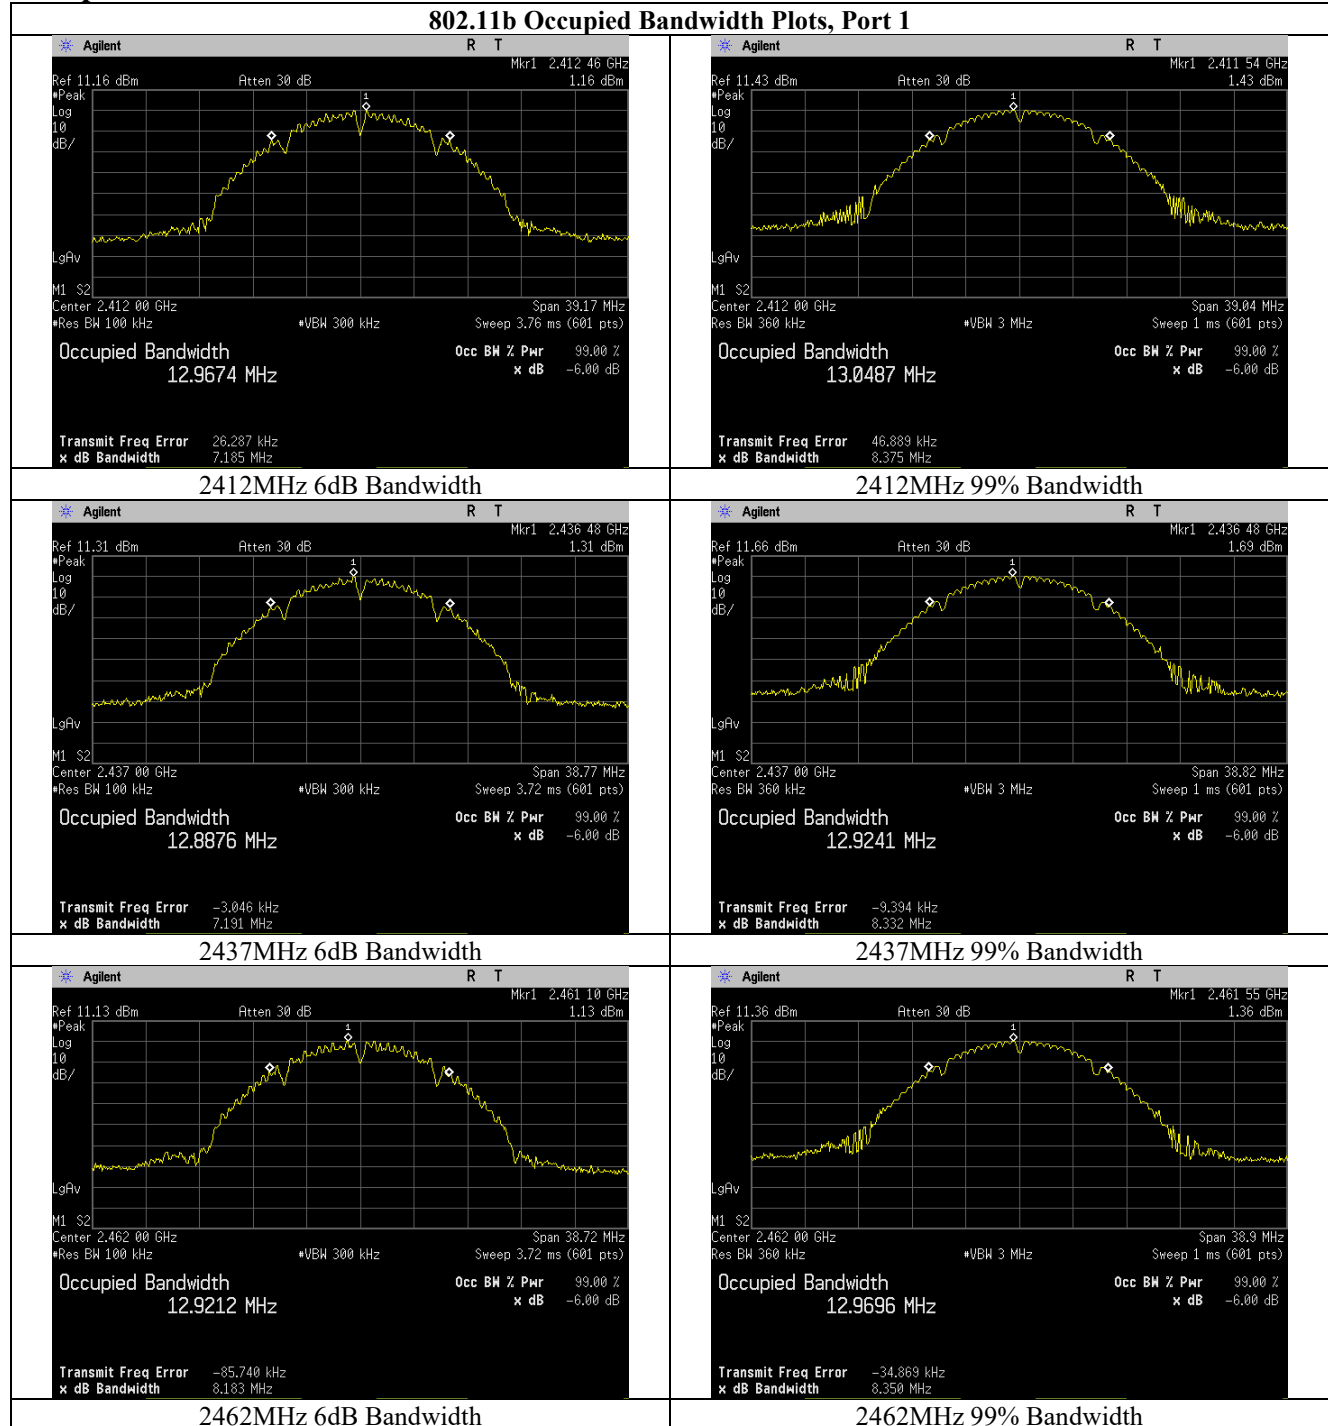 802.11b Occupied Bandwidth Plots, Port 1
Agilent R T
Mkr1 2.412 46 GHz
Ref 11.16 dBm Atten 30 dB 1.16 dBm
#Peak
Log
10
dB/
1
LgAv
M1 S2
Center 2.412 00 GHz Span 39.17 MHz
#Res BW 100 kHz #VBW 300 kHz Sweep 3.76 ms (601 pts)
Occupied Bandwidth Occ BW % Pwr 99.00 %
12.9674 MHz x dB -6.00 dB
Transmit Freq Error 26.287 kHz
x dB Bandwidth 7.185 MHz
2412MHz 6dB Bandwidth
Agilent R T
Mkr1 2.411 54 GHz
Ref 11.43 dBm Atten 30 dB 1.43 dBm
#Peak
Log
10
dB/
1
LgAv
M1 S2
Center 2.412 00 GHz Span 39.04 MHz
Res BW 360 kHz #VBW 3 MHz Sweep 1 ms (601 pts)
Occupied Bandwidth Occ BW % Pwr 99.00 %
13.0487 MHz x dB -6.00 dB
Transmit Freq Error 46.889 kHz
x dB Bandwidth 8.375 MHz
2412MHz 99% Bandwidth
Agilent R T
Mkr1 2.436 48 GHz
Ref 11.31 dBm Atten 30 dB 1.31 dBm
#Peak
Log
10
dB/
1
LgAv
M1 S2
Center 2.437 00 GHz Span 38.77 MHz
#Res BW 100 kHz #VBW 300 kHz Sweep 3.72 ms (601 pts)
Occupied Bandwidth Occ BW % Pwr 99.00 %
12.8876 MHz x dB -6.00 dB
Transmit Freq Error -3.046 kHz
x dB Bandwidth 7.191 MHz
2437MHz 6dB Bandwidth
Agilent R T
Mkr1 2.436 48 GHz
Ref 11.66 dBm Atten 30 dB 1.69 dBm
#Peak
Log
10
dB/
1
LgAv
M1 S2
Center 2.437 00 GHz Span 38.82 MHz
Res BW 360 kHz #VBW 3 MHz Sweep 1 ms (601 pts)
Occupied Bandwidth Occ BW % Pwr 99.00 %
12.9241 MHz x dB -6.00 dB
Transmit Freq Error -9.394 kHz
x dB Bandwidth 8.332 MHz
2437MHz 99% Bandwidth
Agilent R T
Mkr1 2.461 10 GHz
Ref 11.13 dBm Atten 30 dB 1.13 dBm
#Peak
Log
10
dB/
1
LgAv
M1 S2
Center 2.462 00 GHz Span 38.72 MHz
#Res BW 100 kHz #VBW 300 kHz Sweep 3.72 ms (601 pts)
Occupied Bandwidth Occ BW % Pwr 99.00 %
12.9212 MHz x dB -6.00 dB
Transmit Freq Error -85.740 kHz
x dB Bandwidth 8.183 MHz
2462MHz 6dB Bandwidth
Agilent R T
Mkr1 2.461 55 GHz
Ref 11.36 dBm Atten 30 dB 1.36 dBm
#Peak
Log
10
dB/
1
LgAv
M1 S2
Center 2.462 00 GHz Span 38.9 MHz
Res BW 360 kHz #VBW 3 MHz Sweep 1 ms (601 pts)
Occupied Bandwidth Occ BW % Pwr 99.00 %
12.9696 MHz x dB -6.00 dB
Transmit Freq Error -34.869 kHz
x dB Bandwidth 8.350 MHz
2462MHz 99% Bandwidth